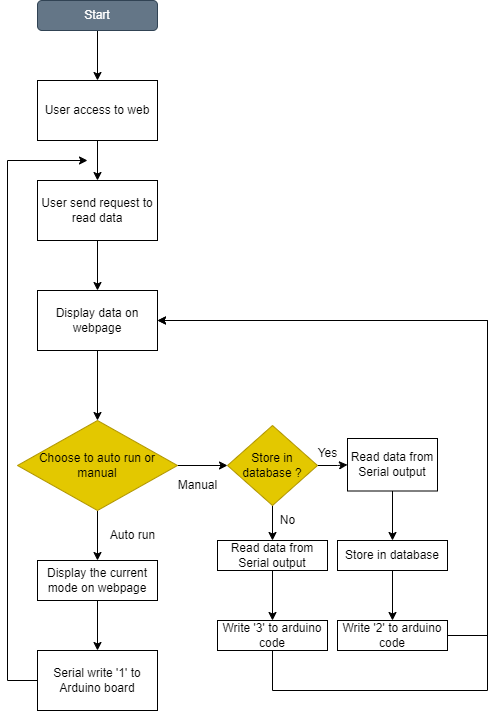 Start
User access to web
User send request to
read data
Display data on
webpage
Choose to auto run or
manual
Manual
Store in
database ?
Yes
Read data from
Serial output
No
Auto run
Read data from
Serial output
Store in database
Display the current
mode on webpage
Write '3' to arduino
code
Write '2' to arduino
code
Serial write '1' to
Arduino board